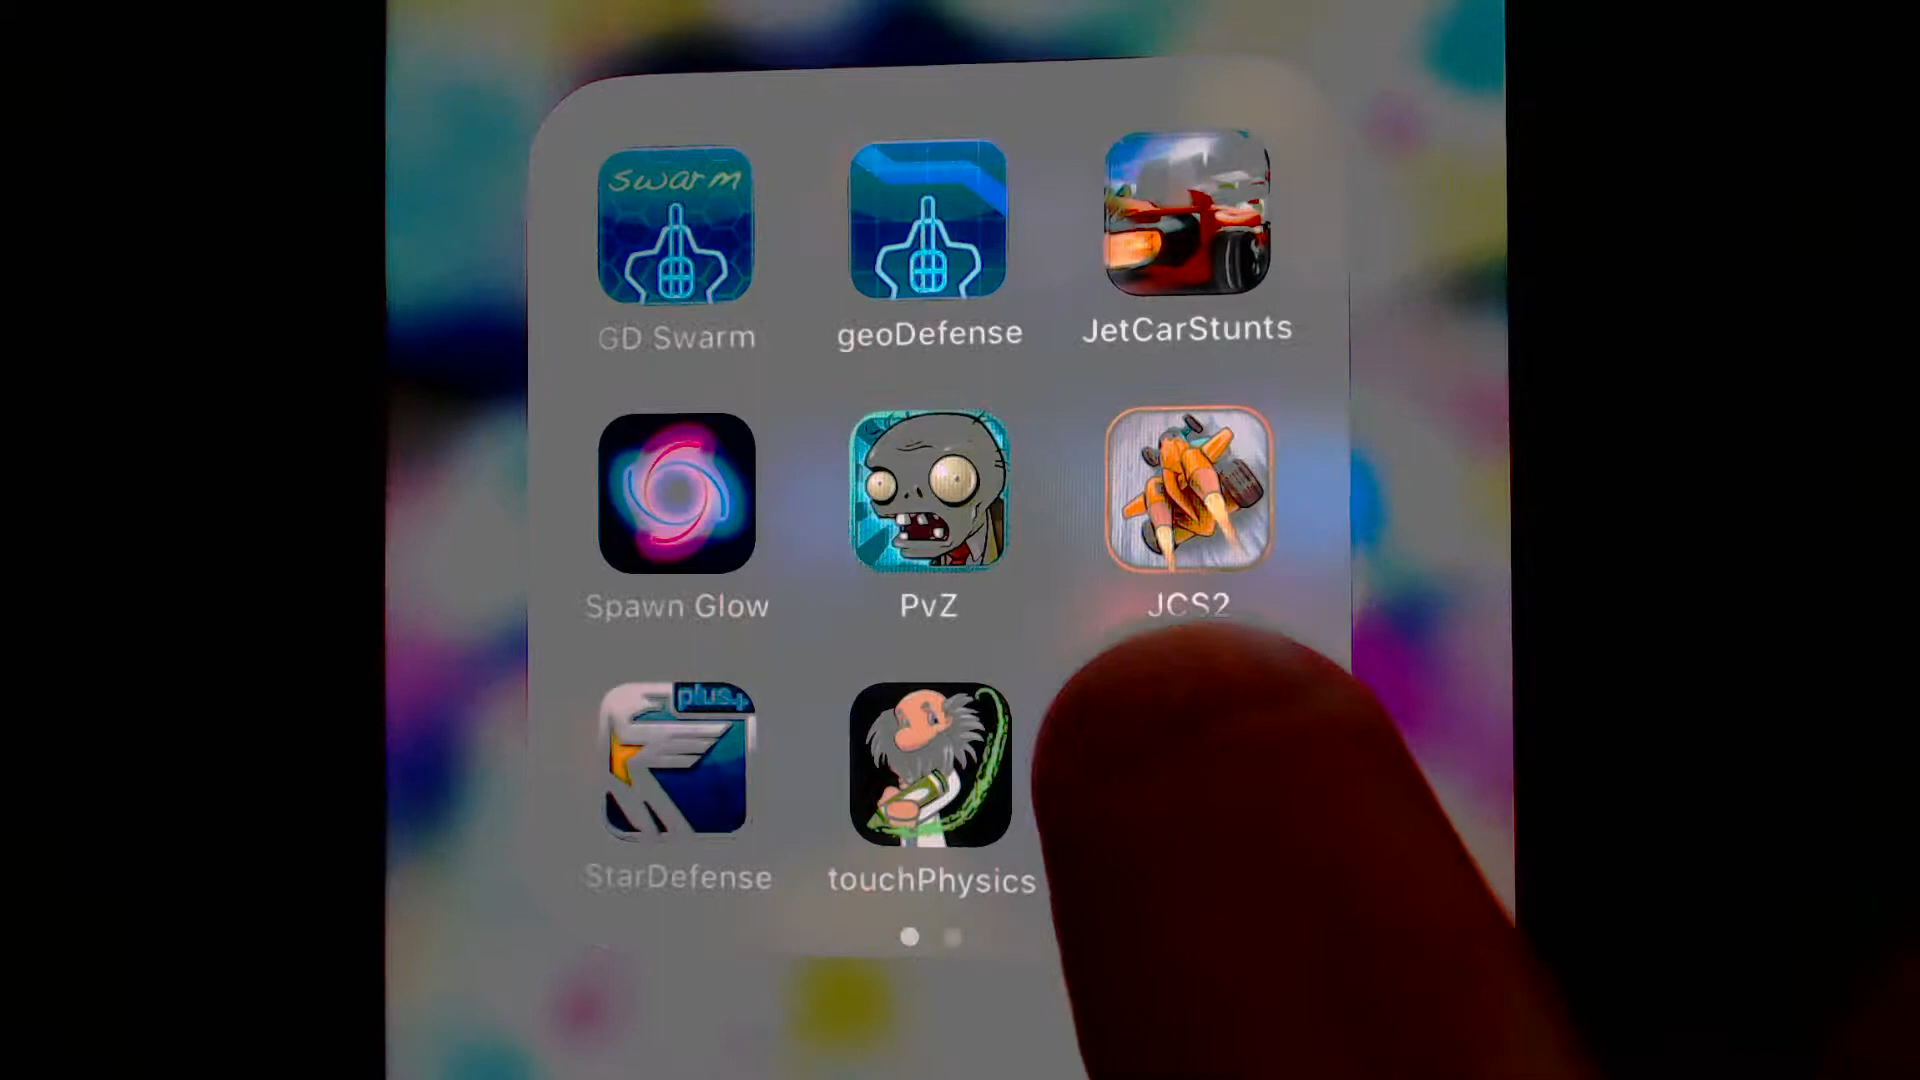 swarm
GD Swarm
geoDefense
JetCarStunts
Spawn Glow
PvZ
JCS2
plus+
StarDefense
touchPhysics